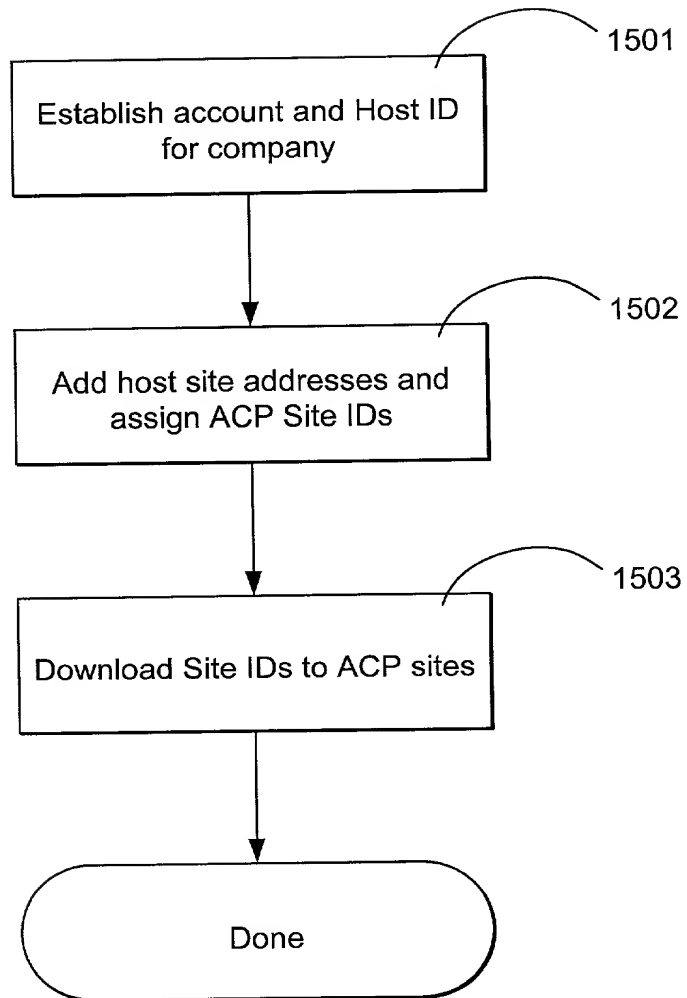 1501
Establish account and Host ID
for company
1502
Add host site addresses and
assign ACP Site IDs
1503
Download Site IDs to ACP sites
Done